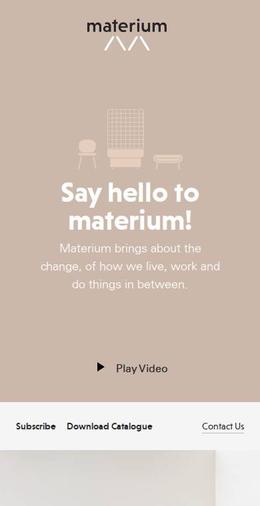 materium
Say hello to
materium!
Materium brings about the
change, of how we live, work and
do things in between.
Play Video
Subscribe Download Catalogue Contact Us